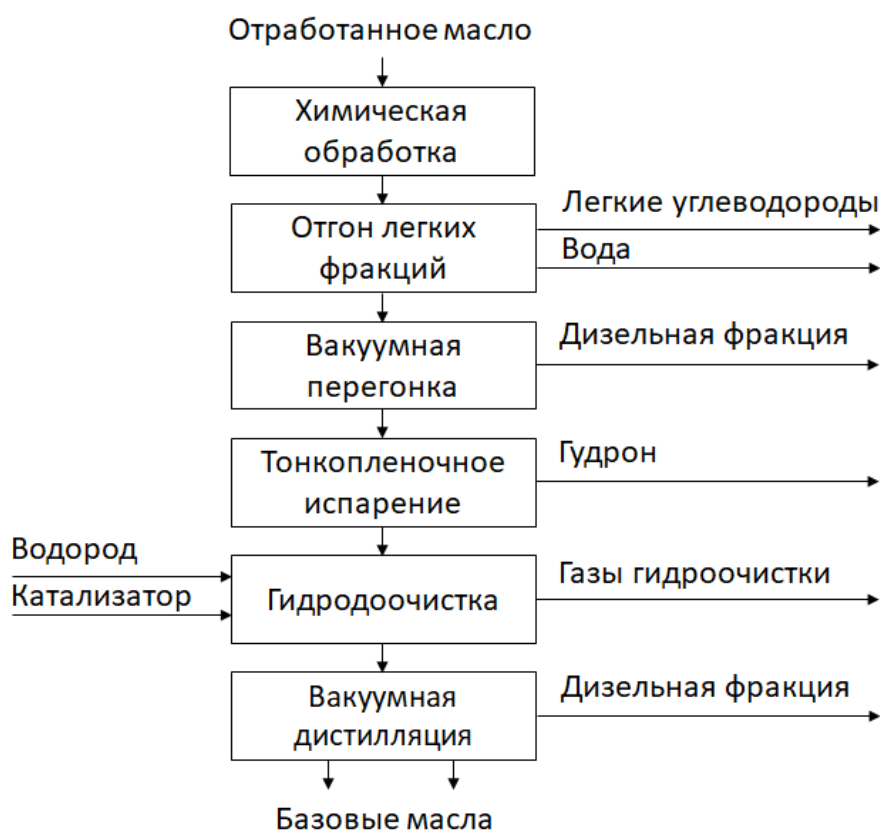 Отработанное масло
Химическая
обработка
Отгон легких
фракций
Легкие углеводороды
Вода
Вакуумная
перегонка
Дизельная фракция
Тонкопленочное
испарение
Гудрон
Водород
Катализатор
Гидродоочистка
Газы гидроочистки
Вакуумная
дистилляция
Дизельная фракция
Базовые масла